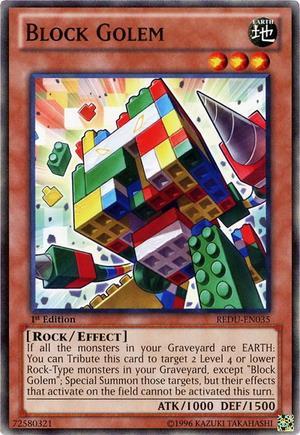 BLOCK GOLEM
EARTH
地
1st Edition
REDU-EN035
[ROCK/EFFECT]
If all the monsters in your Graveyard are EARTH:
You can Tribute this card to target 2 Level 4 or lower
Rock-Type monsters in your Graveyard, except "Block
Golem"; Special Summon those targets, but their effects
that activate on the field cannot be activated this turn.
ATK/1000 DEF/1500
72580321
©1996 KAZUKI TAKAHASHI